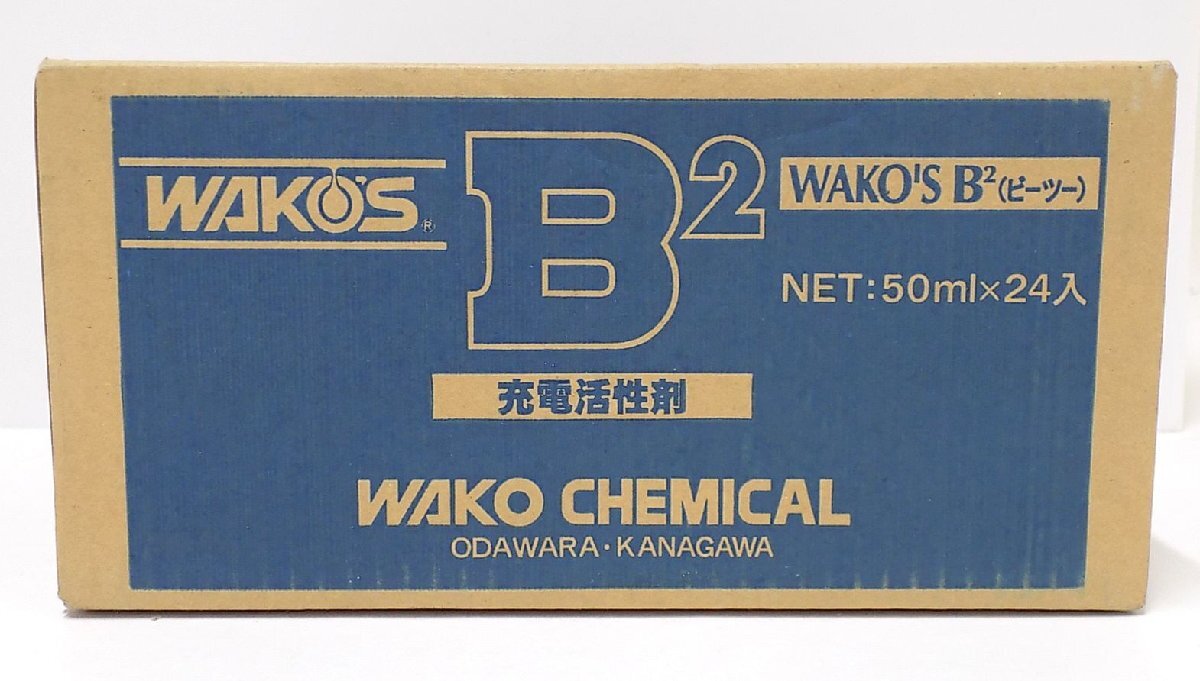 WAKO'S®
B²
WAKO'S B²(ビーツー)
NET:50ml×24入
充電活性剤
WAKO CHEMICAL
ODAWARA・KANAGAWA